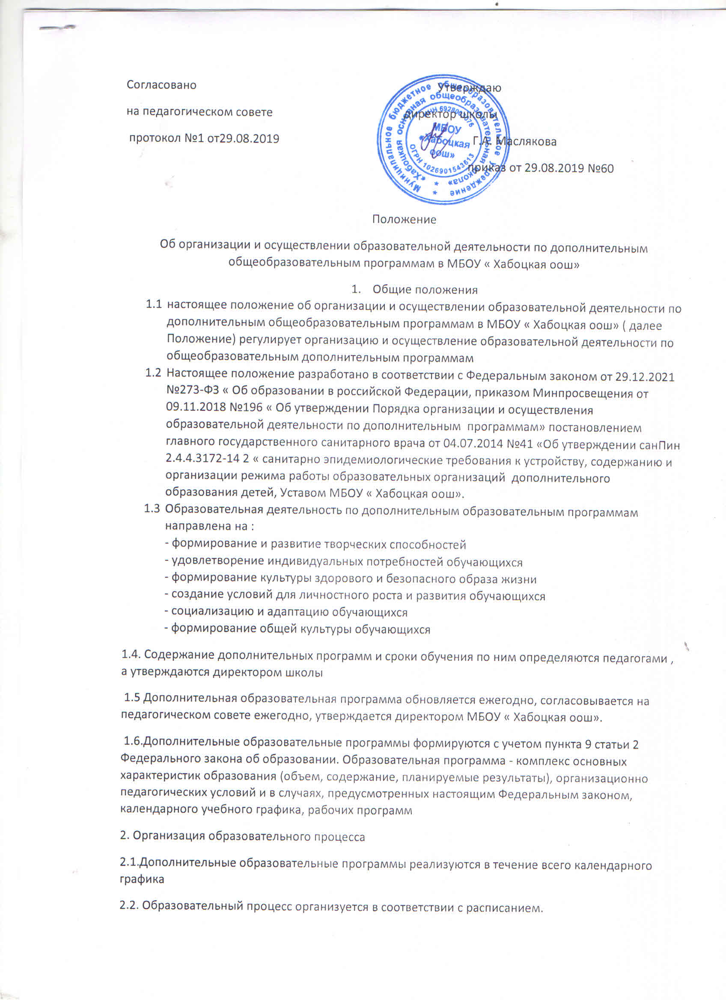 Согласовано
Утверждаю
на педагогическом совете
директор школы
протокол №1 от29.08.2019
Г.А. Маслякова
приказ от 29.08.2019 №60
Муниципальное бюджетное общеобразовательное учреждение *
«Хабоцкая основная общеобразовательная школа» *
ИНН
ОГРН 1026901543613
МБОУ
«Хабоцкая
оош»
Положение
Об организации и осуществлении образовательной деятельности по дополнительным
общеобразовательным программам в МБОУ « Хабоцкая оош»
1. Общие положения
1.1 настоящее положение об организации и осуществлении образовательной деятельности по
дополнительным общеобразовательным программам в МБОУ « Хабоцкая оош» ( далее
Положение) регулирует организацию и осуществление образовательной деятельности по
общеобразовательным дополнительным программам
1.2 Настоящее положение разработано в соответствии с Федеральным законом от 29.12.2021
№273-ФЗ « Об образовании в российской Федерации, приказом Минпросвещения от
09.11.2018 №196 « Об утверждении Порядка организации и осуществления
образовательной деятельности по дополнительным программам» постановлением
главного государственного санитарного врача от 04.07.2014 №41 «Об утверждении санПин
2.4.4.3172-14 2 « санитарно эпидемиологические требования к устройству, содержанию и
организации режима работы образовательных организаций дополнительного
образования детей, Уставом МБОУ « Хабоцкая оош».
1.3 Образовательная деятельность по дополнительным образовательным программам
направлена на :
- формирование и развитие творческих способностей
- удовлетворение индивидуальных потребностей обучающихся
- формирование культуры здорового и безопасного образа жизни
- создание условий для личностного роста и развития обучающихся
- социализацию и адаптацию обучающихся
- формирование общей культуры обучающихся
1.4. Содержание дополнительных программ и сроки обучения по ним определяются педагогами ,
а утверждаются директором школы
1.5 Дополнительная образовательная программа обновляется ежегодно, согласовывается на
педагогическом совете ежегодно, утверждается директором МБОУ « Хабоцкая оош».
1.6.Дополнительные образовательные программы формируются с учетом пункта 9 статьи 2
Федерального закона об образовании. Образовательная программа - комплекс основных
характеристик образования (объем, содержание, планируемые результаты), организационно
педагогических условий и в случаях, предусмотренных настоящим Федеральным законом,
календарного учебного графика, рабочих программ
2. Организация образовательного процесса
2.1.Дополнительные образовательные программы реализуются в течение всего календарного
графика
2.2. Образовательный процесс организуется в соответствии с расписанием.